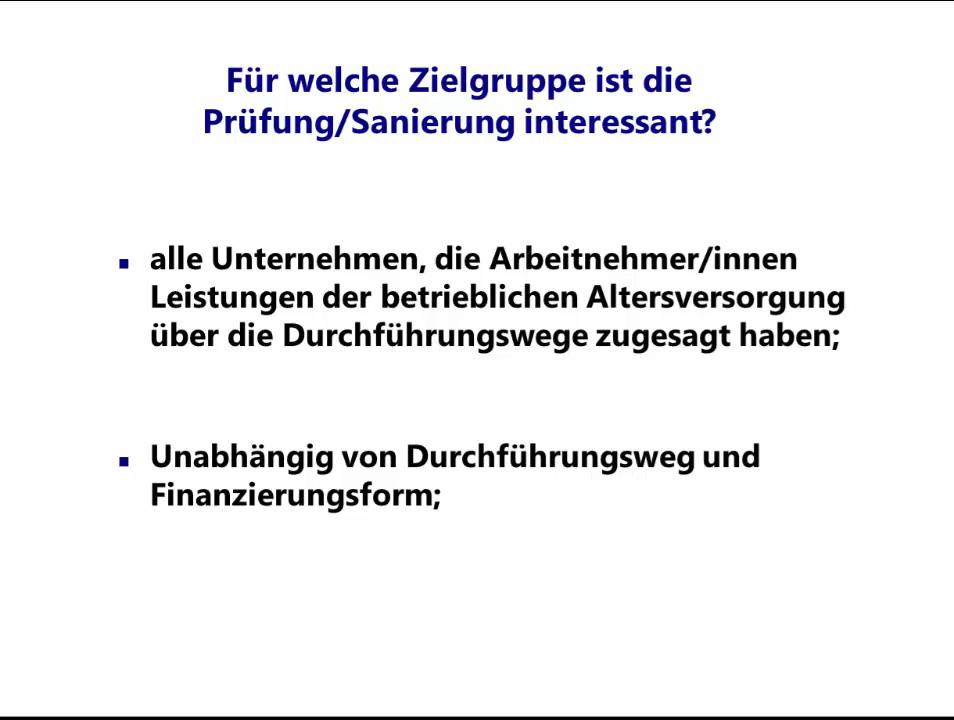 Für welche Zielgruppe ist die
Prüfung/Sanierung interessant?
alle Unternehmen, die Arbeitnehmer/innen
Leistungen der betrieblichen Altersversorgung
über die Durchführungswege zugesagt haben;
Unabhängig von Durchführungsweg und
Finanzierungsform;